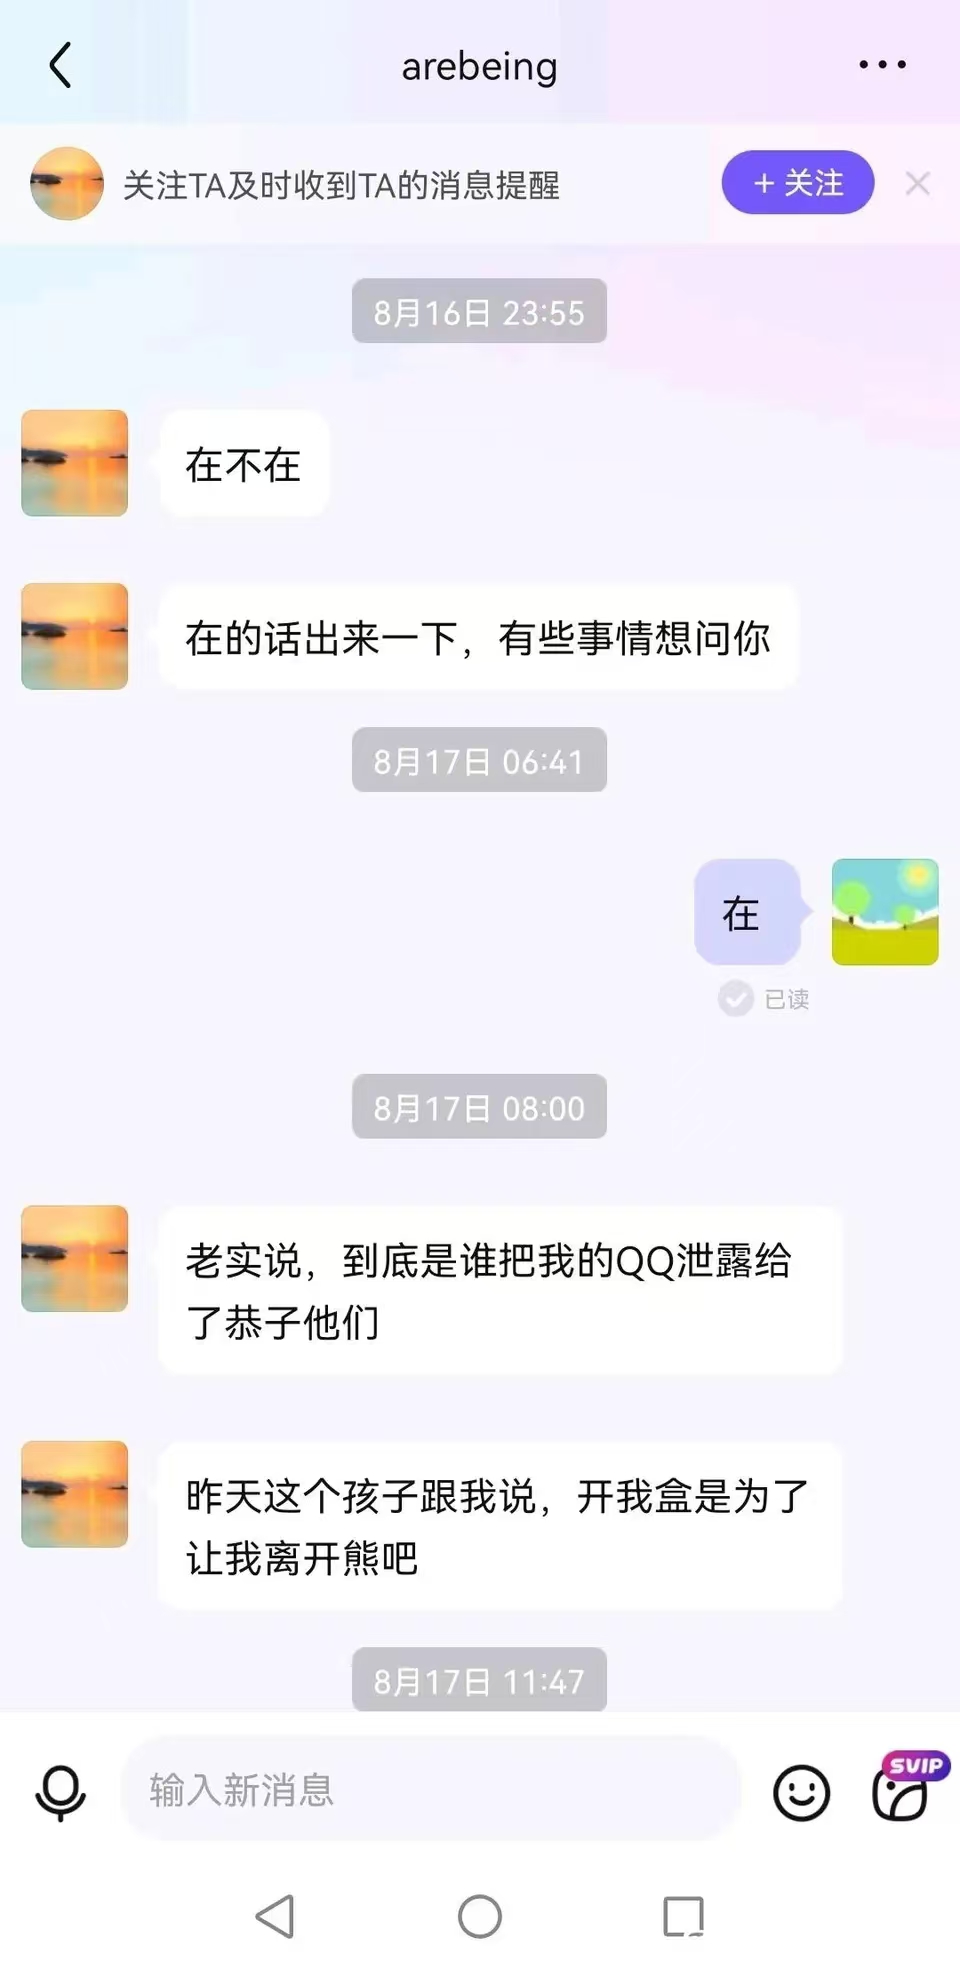 arebeing
关注TA及时收到TA的消息提醒
+ 关注
8月16日 23:55
在不在
在的话出来一下，有些事情想问你
8月17日 06:41
在
已读
8月17日 08:00
老实说，到底是谁把我的QQ泄露给
了恭子他们
昨天这个孩子跟我说，开我盒是为了
让我离开熊吧
8月17日 11:47
输入新消息
SVIP